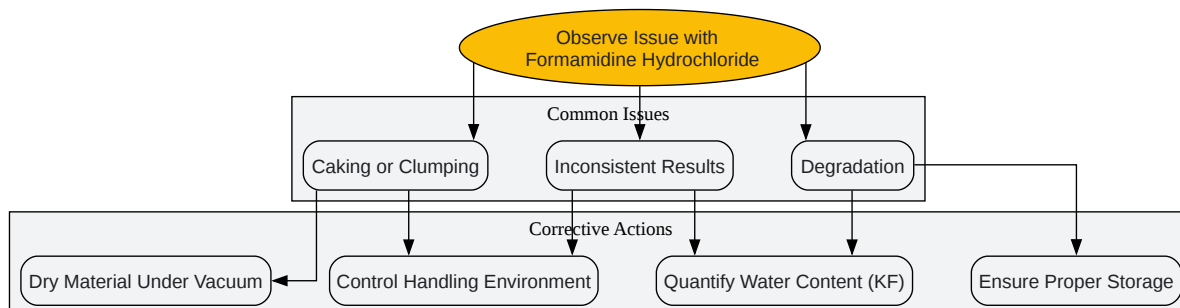 Observe Issue with
Formamidine Hydrochloride
Common Issues
Caking or Clumping
Inconsistent Results
Degradation
Corrective Actions
Dry Material Under Vacuum
Control Handling Environment
Quantify Water Content (KF)
Ensure Proper Storage